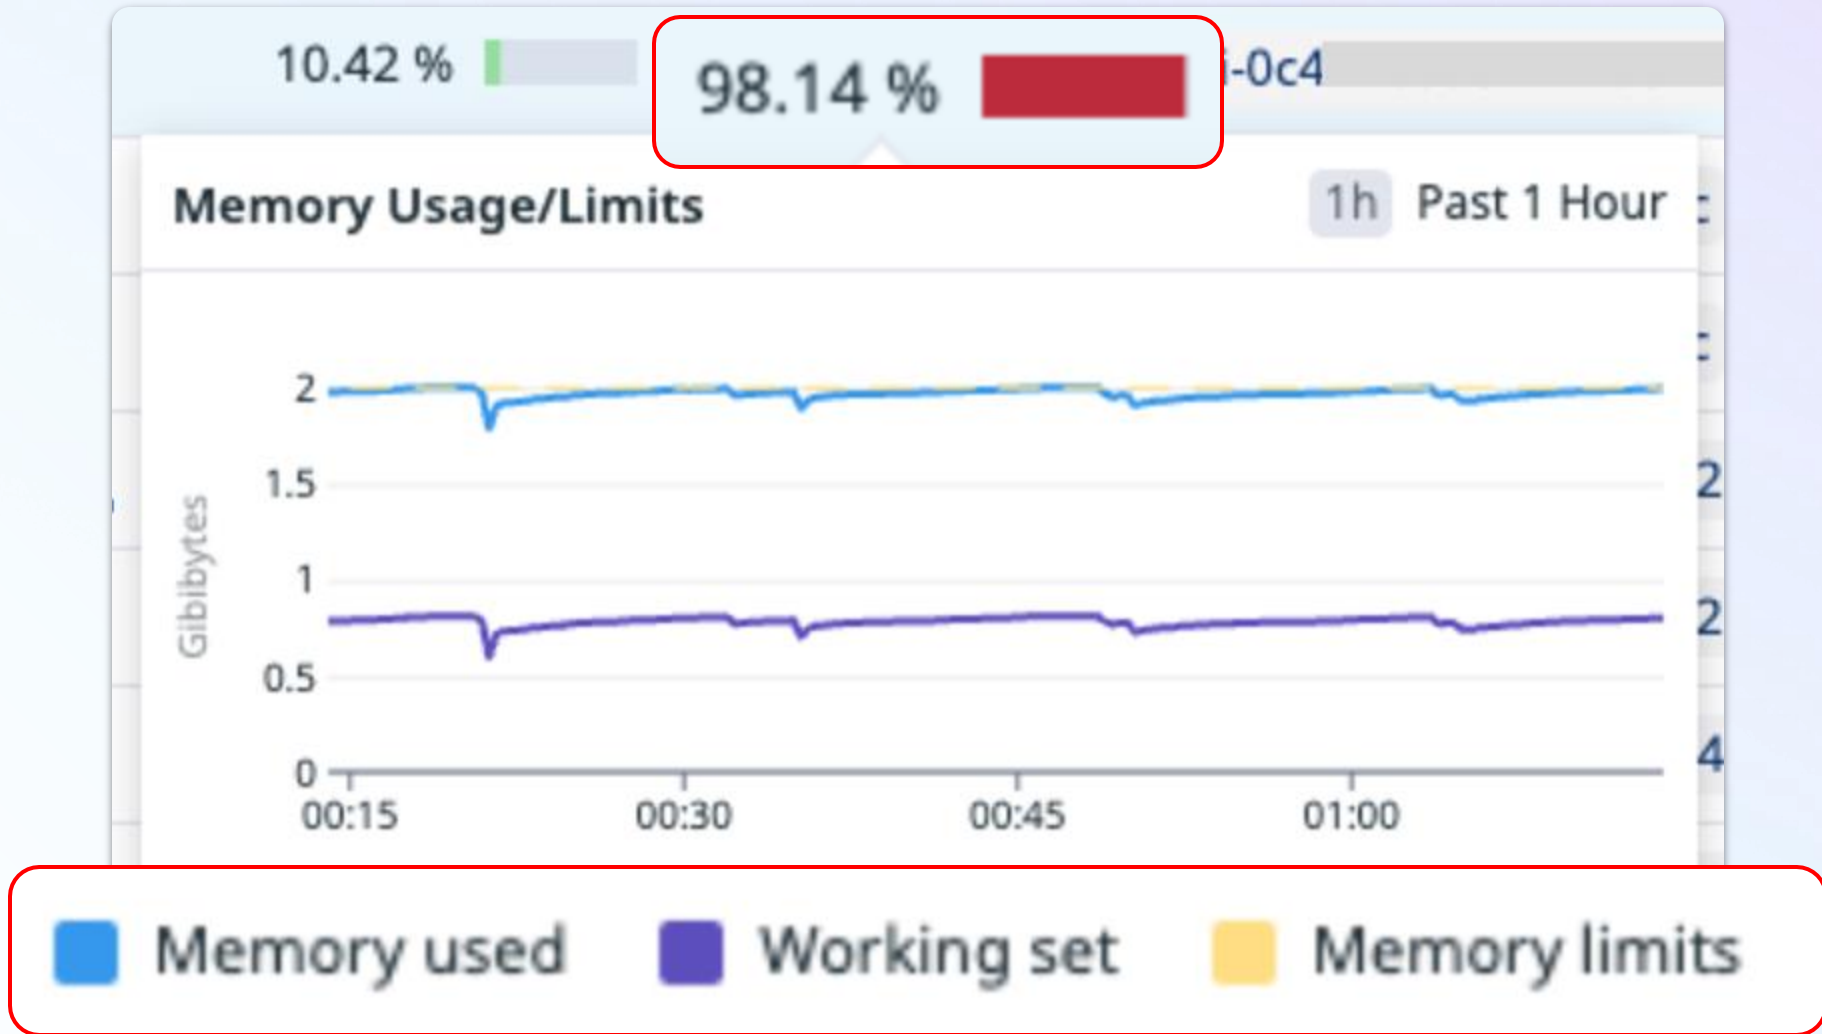 10.42 % 98.14 % i-0c4
Memory Usage/Limits 1h Past 1 Hour
2
1.5
1
0.5
0
Gibibytes
00:15 00:30 00:45 01:00
2
2
4
Memory used Working set Memory limits